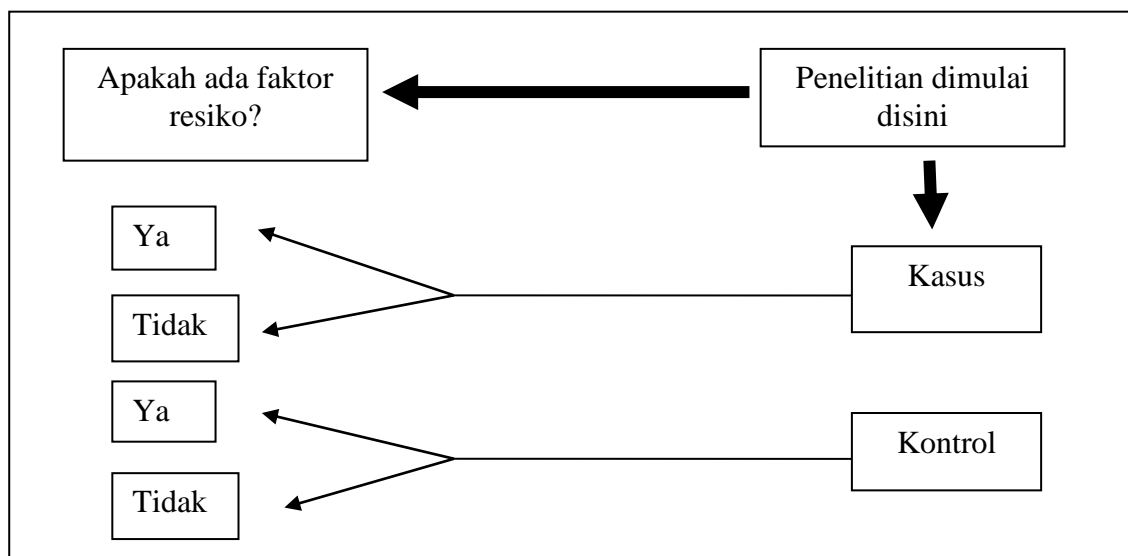 Apakah ada faktor
resiko?
Penelitian dimulai
disini
Ya
Kasus
Tidak
Ya
Kontrol
Tidak